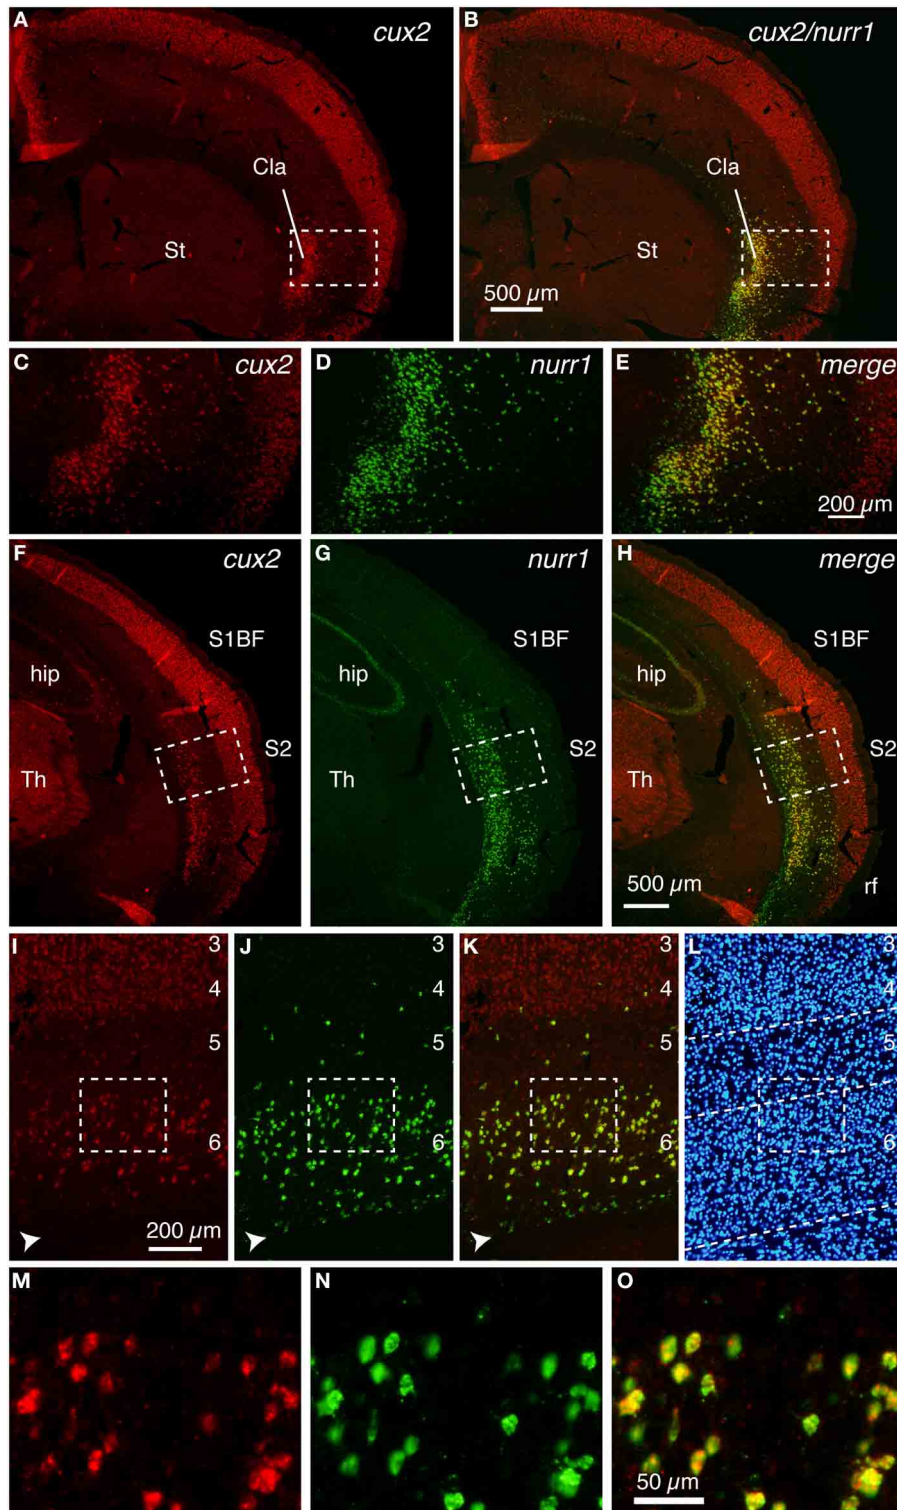 A cux2
B cux2/nurr1
Cla
Cla
St
St
500 µm
C cux2
D nurr1
E merge
200 µm
F cux2
G nurr1
H merge
S1BF
S1BF
S1BF
hip
hip
hip
S2
S2
S2
Th
Th
Th
500 µm
rf
I 3
J 3
K 3
L 3
4
4
4
4
5
5
5
5
6
6
6
6
200 µm
M
N
O
50 µm